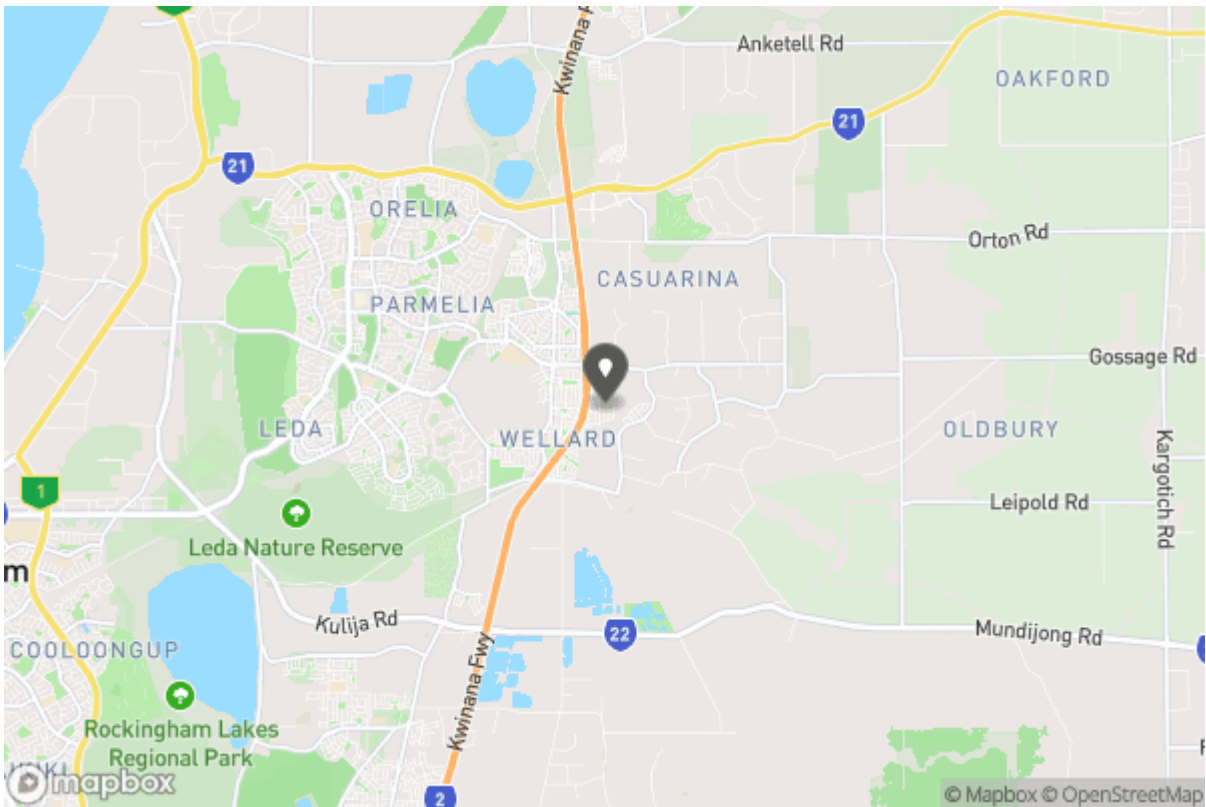 Kwinana F
Anketell Rd
OAKFORD
21
21
ORELIA
Orton Rd
CASUARINA
PARMELIA
Gossage Rd
LEDA
WELLARD
OLDBURY
Kargotich Rd
1
Leipold Rd
Leda Nature Reserve
m
Kulija Rd
22
Mundijong Rd
COOLOONGUP
Kwinana Fwy
Rockingham Lakes
Regional Park
mapbox
2
© Mapbox © OpenStreetMap